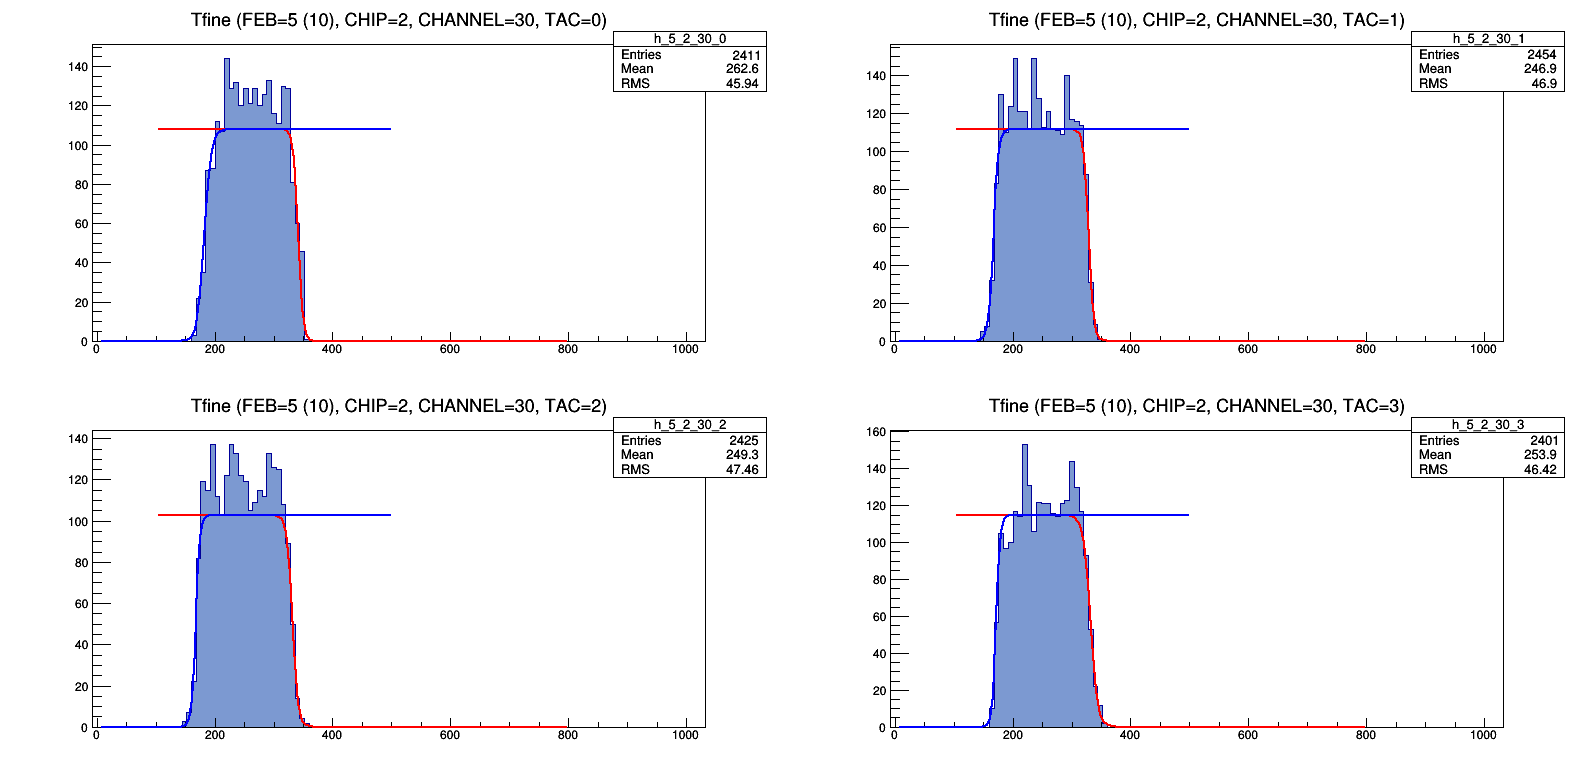 Tfine (FEB=5 (10), CHIP=2, CHANNEL=30, TAC=0)
h_5_2_30_0
Entries 2411
Mean 262.6
RMS 45.94
140
120
100
80
60
40
20
0
0 200 400 600 800 1000
Tfine (FEB=5 (10), CHIP=2, CHANNEL=30, TAC=1)
h_5_2_30_1
Entries 2454
Mean 246.9
RMS 46.9
140
120
100
80
60
40
20
0
0 200 400 600 800 1000
Tfine (FEB=5 (10), CHIP=2, CHANNEL=30, TAC=2)
h_5_2_30_2
Entries 2425
Mean 249.3
RMS 47.46
140
120
100
80
60
40
20
0
0 200 400 600 800 1000
Tfine (FEB=5 (10), CHIP=2, CHANNEL=30, TAC=3)
h_5_2_30_3
Entries 2401
Mean 253.9
RMS 46.42
160
140
120
100
80
60
40
20
0
0 200 400 600 800 1000